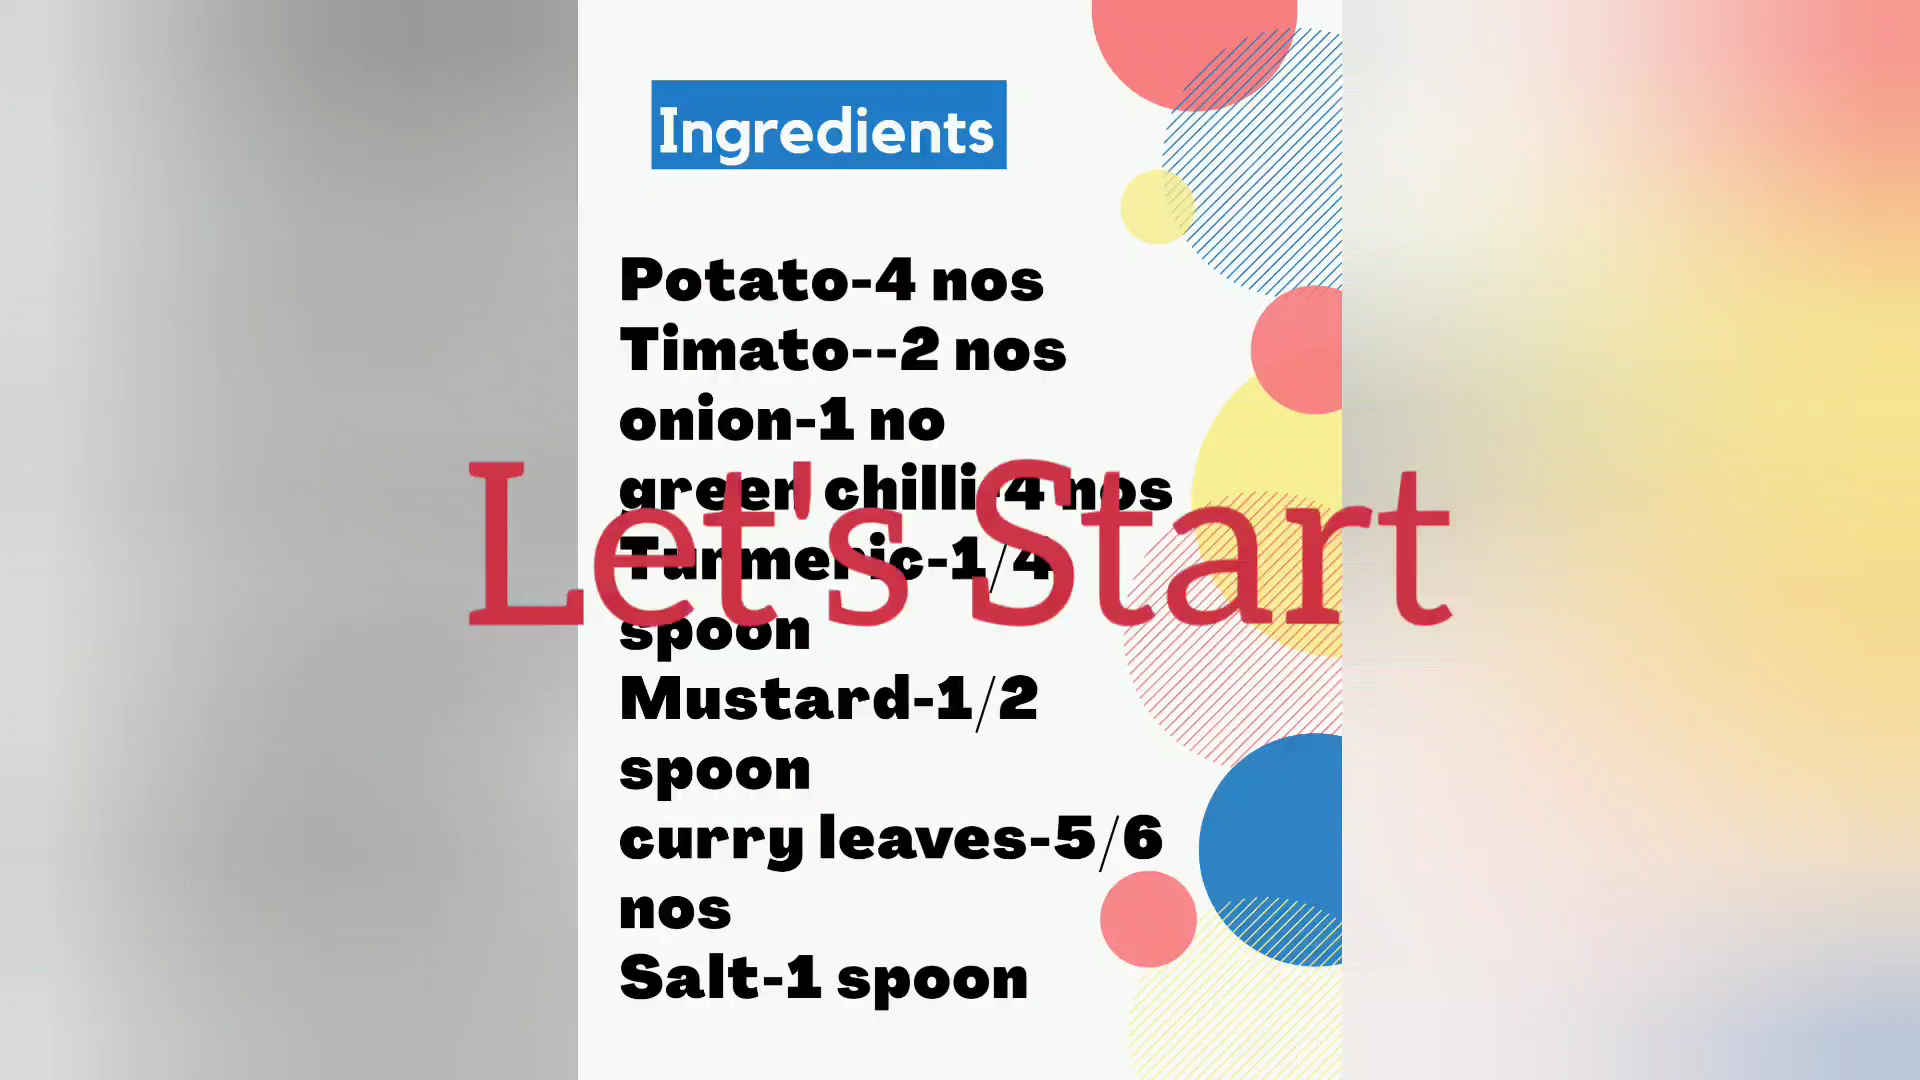 Ingredients
Potato-4 nos
Timato--2 nos
onion-1 no
green chilli-4 nos
Let's Start
Turmeric-1/4
spoon
Mustard-1/2
spoon
curry leaves-5/6
nos
Salt-1 spoon